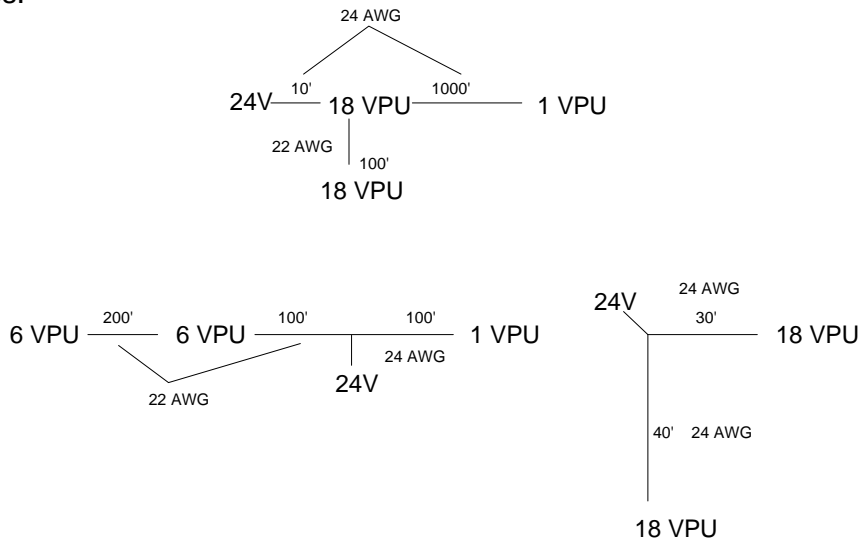 24 AWG
10'
1000'
24V
18 VPU
1 VPU
22 AWG
100'
18 VPU
6 VPU
200'
6 VPU
100'
100'
1 VPU
22 AWG
24V
24 AWG
24V
24 AWG
30'
18 VPU
40'
24 AWG
18 VPU